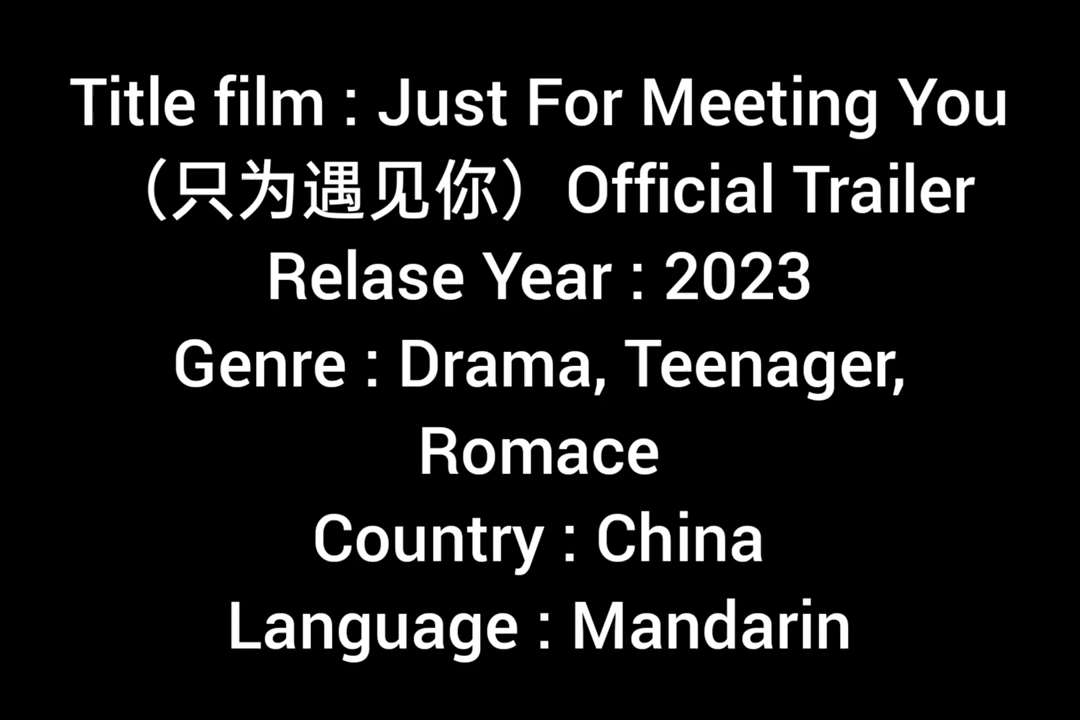 Title film : Just For Meeting You
（只为遇见你）Official Trailer
Relase Year : 2023
Genre : Drama, Teenager,
Romace
Country : China
Language : Mandarin